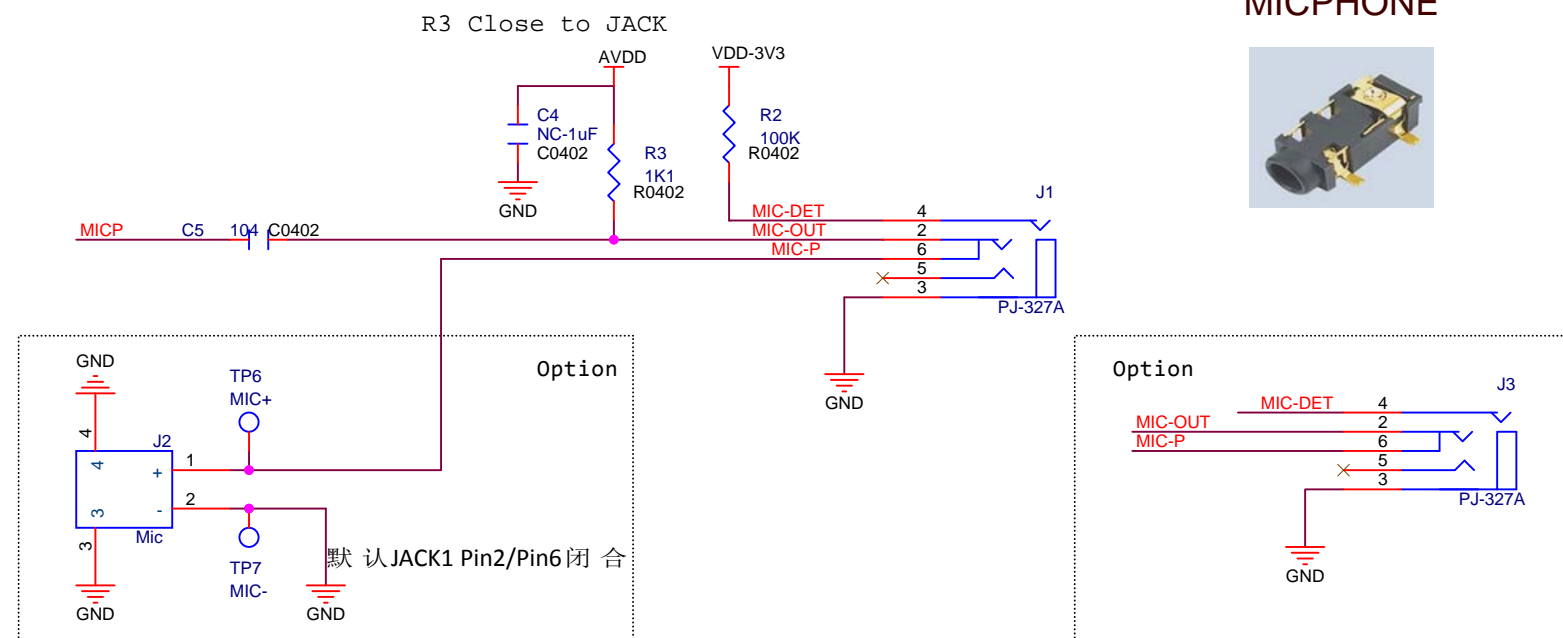 MICPHONE
R3 Close to JACK
AVDD
VDD-3V3
C4
NC-1uF
C0402
R3
1K1
R0402
R2
100K
R0402
GND
J1
MIC-DET
4
MICP
C5
104
C0402
MIC-OUT
2
MIC-P
6
5
3
PJ-327A
GND
Option
GND
TP6
MIC+
4
J2
4
+
1
3
-
2
Mic
3
TP7
MIC-
默认JACK1 Pin2/Pin6闭合
GND
GND
Option
J3
MIC-DET
4
MIC-OUT
2
MIC-P
6
5
3
PJ-327A
GND